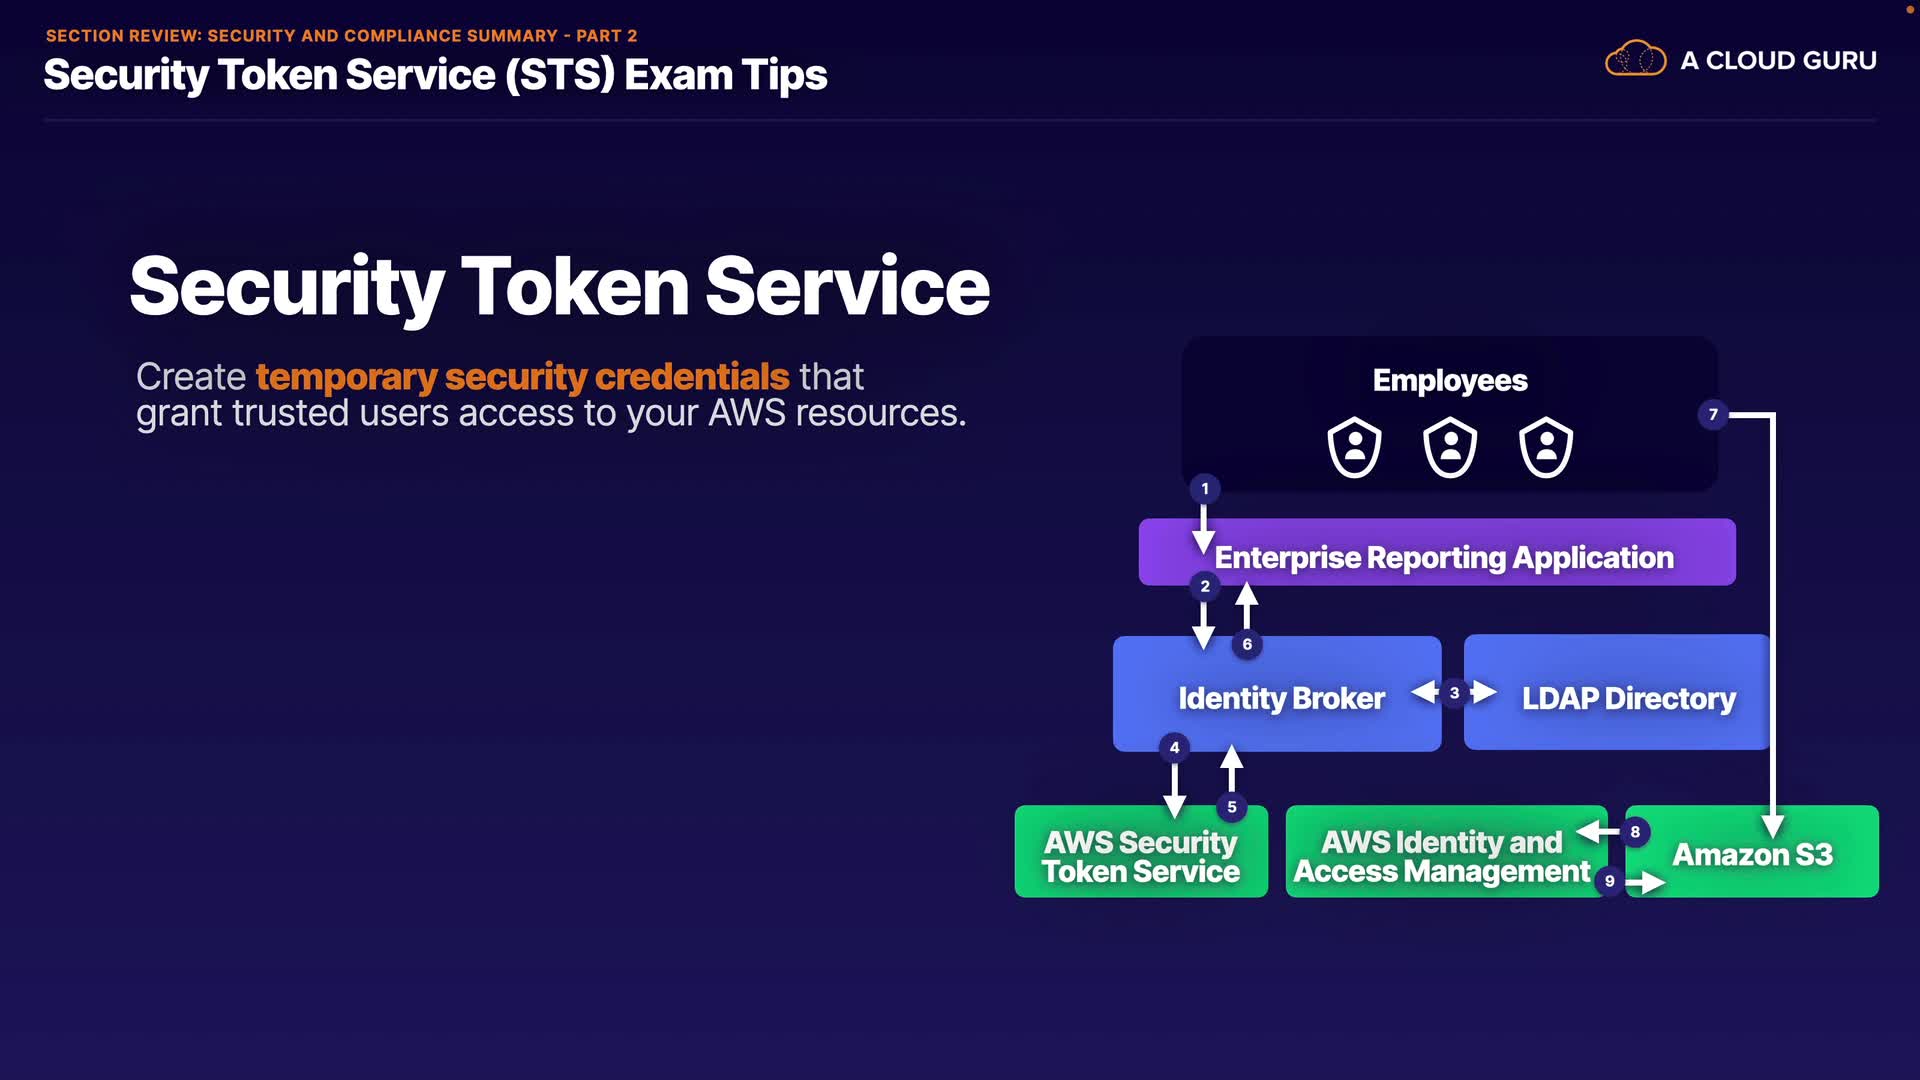 SECTION REVIEW: SECURITY AND COMPLIANCE SUMMARY - PART 2
Security Token Service (STS) Exam Tips
A CLOUD GURU
Security Token Service
Create temporary security credentials that
grant trusted users access to your AWS resources.
Employees
7
1
Enterprise Reporting Application
2
6
Identity Broker
3
LDAP Directory
4
5
AWS Security
Token Service
AWS Identity and
Access Management
8
9
Amazon S3